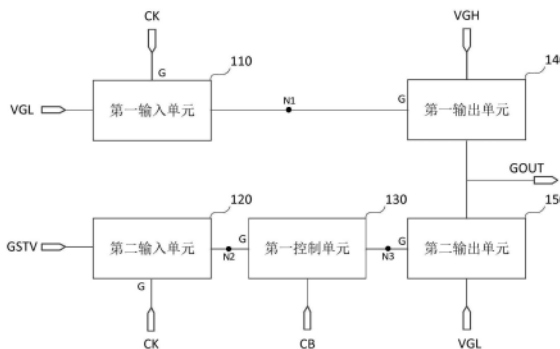 CK
VGH
110
140
G
VGL
第一输入单元
N1
G
第一输出单元
GOUT
120
130
150
GSTV
第二输入单元
N2
G
第一控制单元
N3
G
第二输出单元
G
CK
CB
VGL